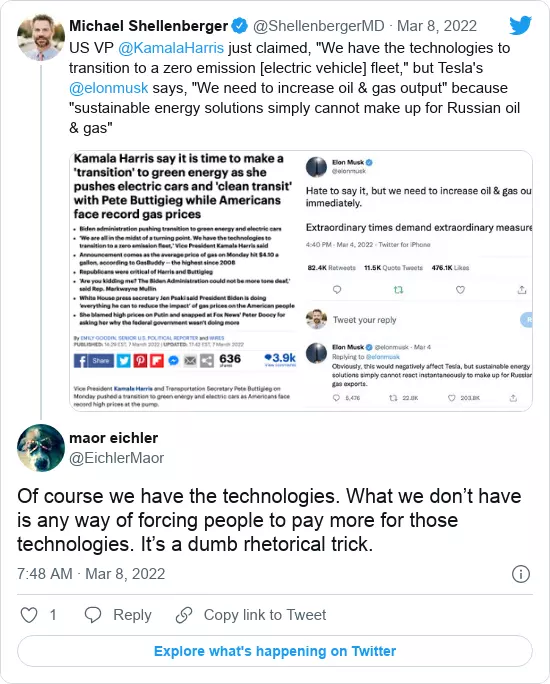 Michael Shellenberger @ShellenbergerMD · Mar 8, 2022
US VP @KamalaHarris just claimed, "We have the technologies to
transition to a zero emission [electric vehicle] fleet," but Tesla's
@elonmusk says, "We need to increase oil & gas output" because
"sustainable energy solutions simply cannot make up for Russian oil
& gas"
Kamala Harris say it is time to make a
'transition' to green energy as she
pushes electric cars and 'clean transit'
with Pete Buttigieg while Americans
face record gas prices
Biden administration pushing transition to green energy and electric cars
'We are all in the midst of a turning point. We have the technologies to
transition to a zero emission fleet,' Vice President Kamala Harris said
Announcement comes as the average price of gas on Monday hit $4.10 a
gallon, according to GasBuddy – the highest since 2008
Republicans were critical of Harris and Buttigieg
'Are you kidding me? The Biden Administration could not be more tone deaf,'
said Rep. Markwayne Mullin
White House press secretary Jen Psaki said President Biden is doing
'everything he can to reduce the impact' of gas prices on the American people
She blamed high prices on Putin and snapped at Fox News' Peter Doocy for
asking why the federal government wasn't doing more
By EMILY GOODIN, SENIOR U.S. POLITICAL REPORTER and WIRES
PUBLISHED: 14:29 EST, 7 March 2022 | UPDATED: 17:43 EST, 7 March 2022
Share
636
shares
3.9k
Vice President Kamala Harris and Transportation Secretary Pete Buttigieg on
Monday pushed a transition to green energy and electric cars as Americans face
record high prices at the pump.
Elon Musk
@elonmusk
Hate to say it, but we need to increase oil & gas ou
immediately.
Extraordinary times demand extraordinary measure
4:40 PM · Mar 4, 2022 · Twitter for iPhone
82.4K Retweets 11.5K Quote Tweets 476.1K Likes
Tweet your reply
Elon Musk @elonmusk · Mar 4
Replying to @elonmusk
Obviously, this would negatively affect Tesla, but sustainable energy
solutions simply cannot react instantaneously to make up for Russian
gas exports.
8,476 22.8K 203.8K
maor eichler
@EichlerMaor
Of course we have the technologies. What we don't have
is any way of forcing people to pay more for those
technologies. It's a dumb rhetorical trick.
7:48 AM · Mar 8, 2022
1 Reply Copy link to Tweet
Explore what's happening on Twitter